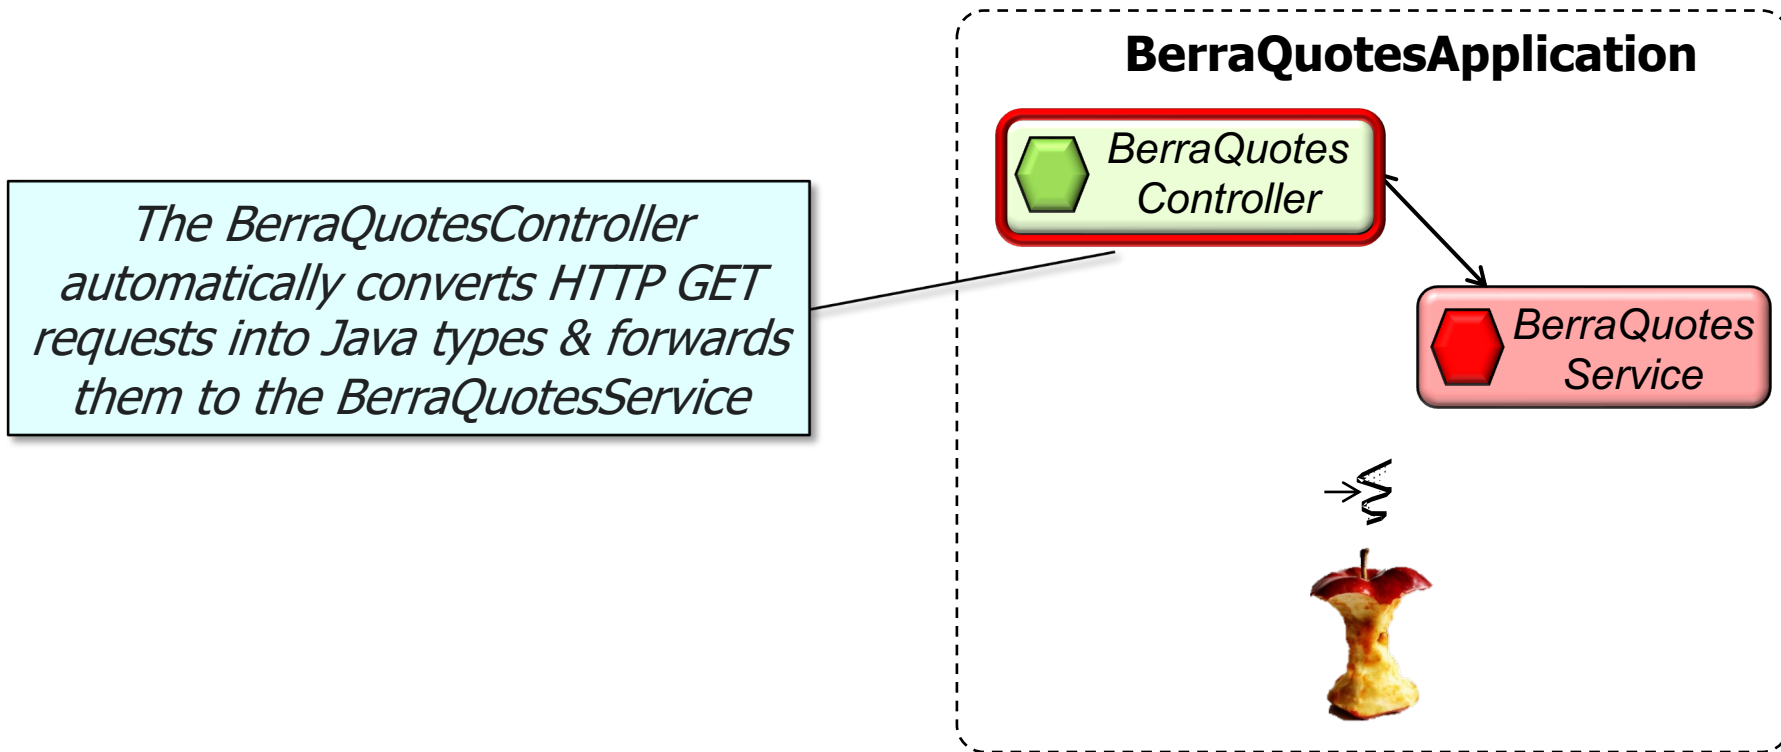 BerraQuotesApplication
BerraQuotes
Controller
The BerraQuotesController
automatically converts HTTP GET
requests into Java types & forwards
them to the BerraQuotesService
BerraQuotes
Service